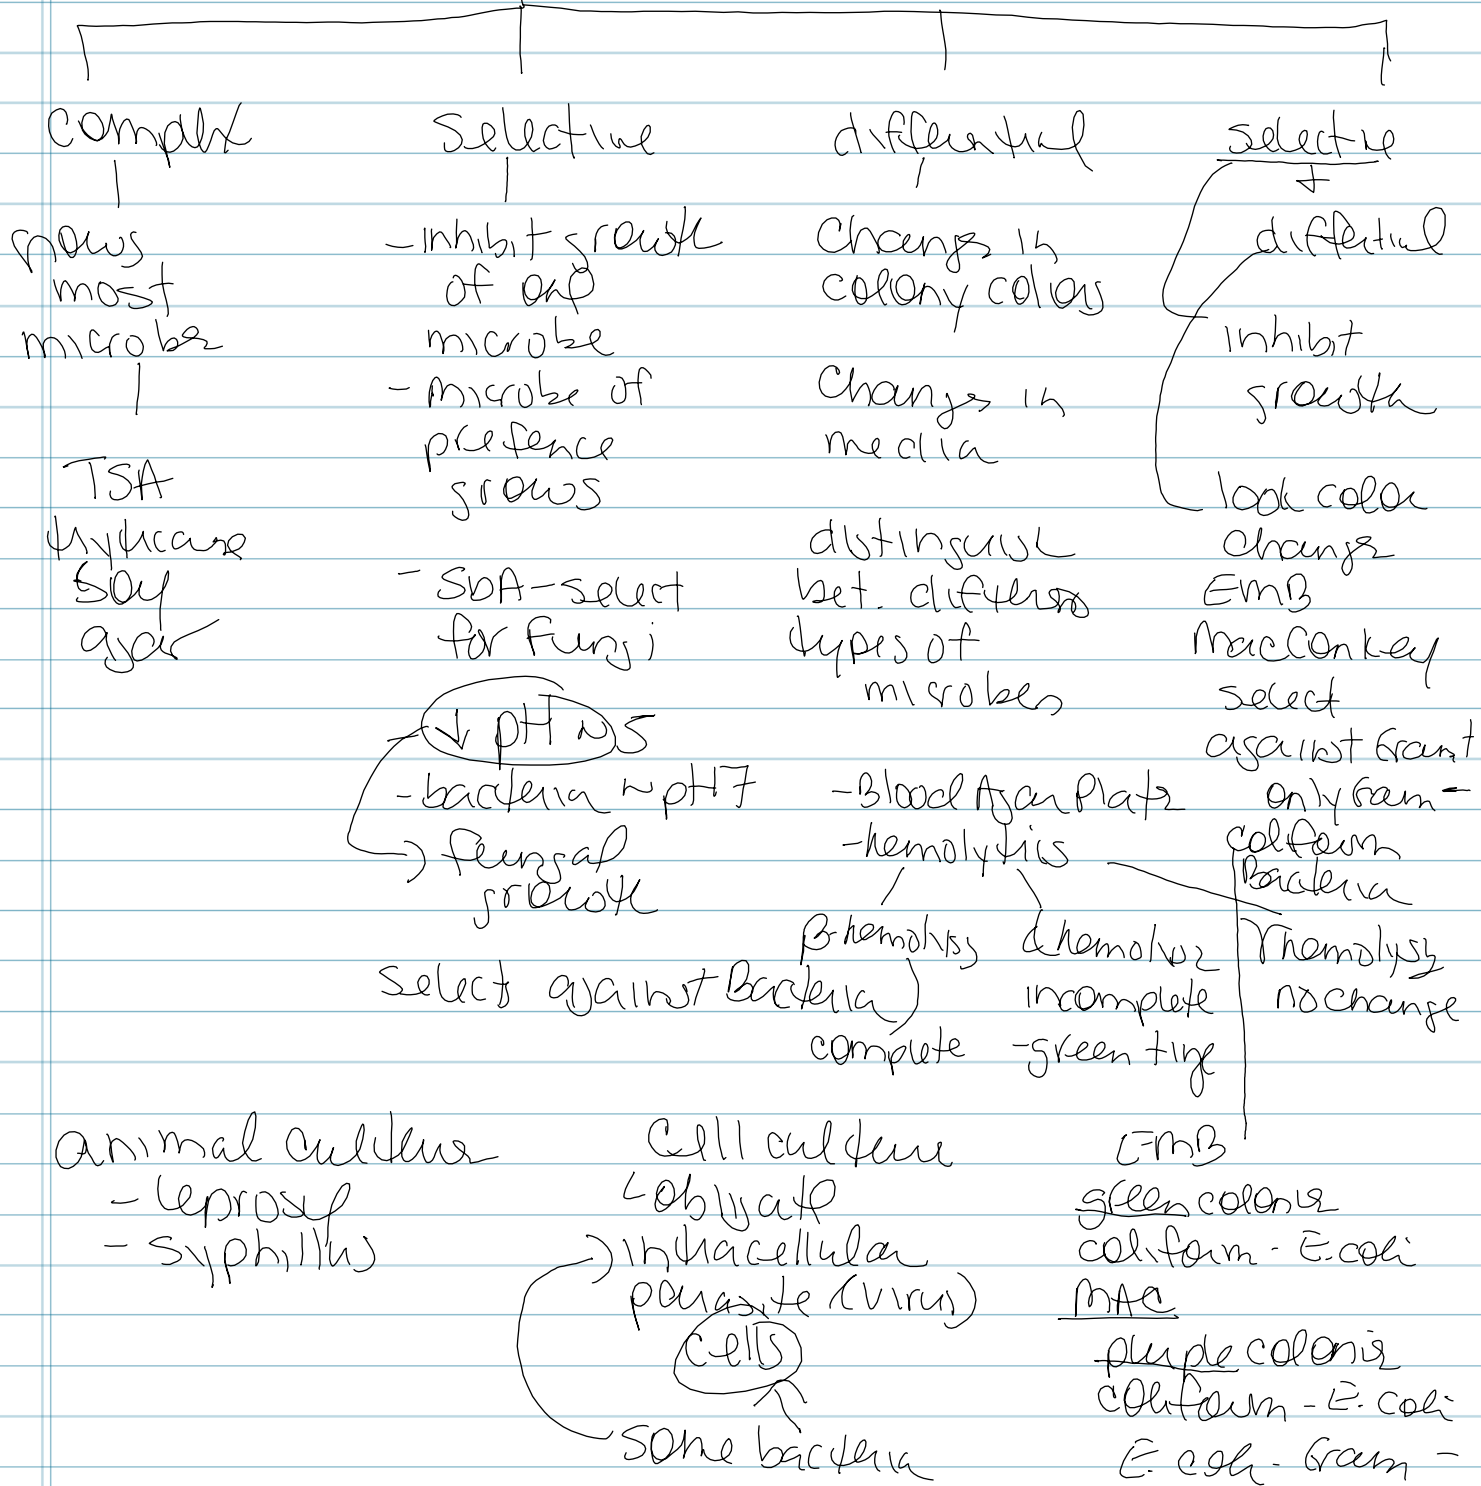 complex
grows
most
microbes
TSA
trypticase
soy
agar
Selective
- inhibit growth
of one
microbe
- microbe of
prefence
grows
- SDA - select
for fungi
↓ pH ~ 5
- bacteria ~ pH 7
fungal
growth
select against Bacteria
differential
Changes in
colony colors
Changes in
media
distinguish
bet. different
types of
microbes
- Blood Agar Plate
- hemolytics
β-hemolysis
complete
α hemolysis
incomplete
- green tinge
γ hemolysis
no change
selective
+
differential
inhibit
growth
look color
change
EMB
MacConkey
select
against Gram +
only Gram -
coliform
Bacteria
EMB
green colonies
coliform - E. coli
MAC
purple colonies
coliform - E. coli
E. coli - Gram -
animal culture
- leprosy
- syphillus
Cell culture
obligate
intracellular
parasite (virus)
cells
some bacteria